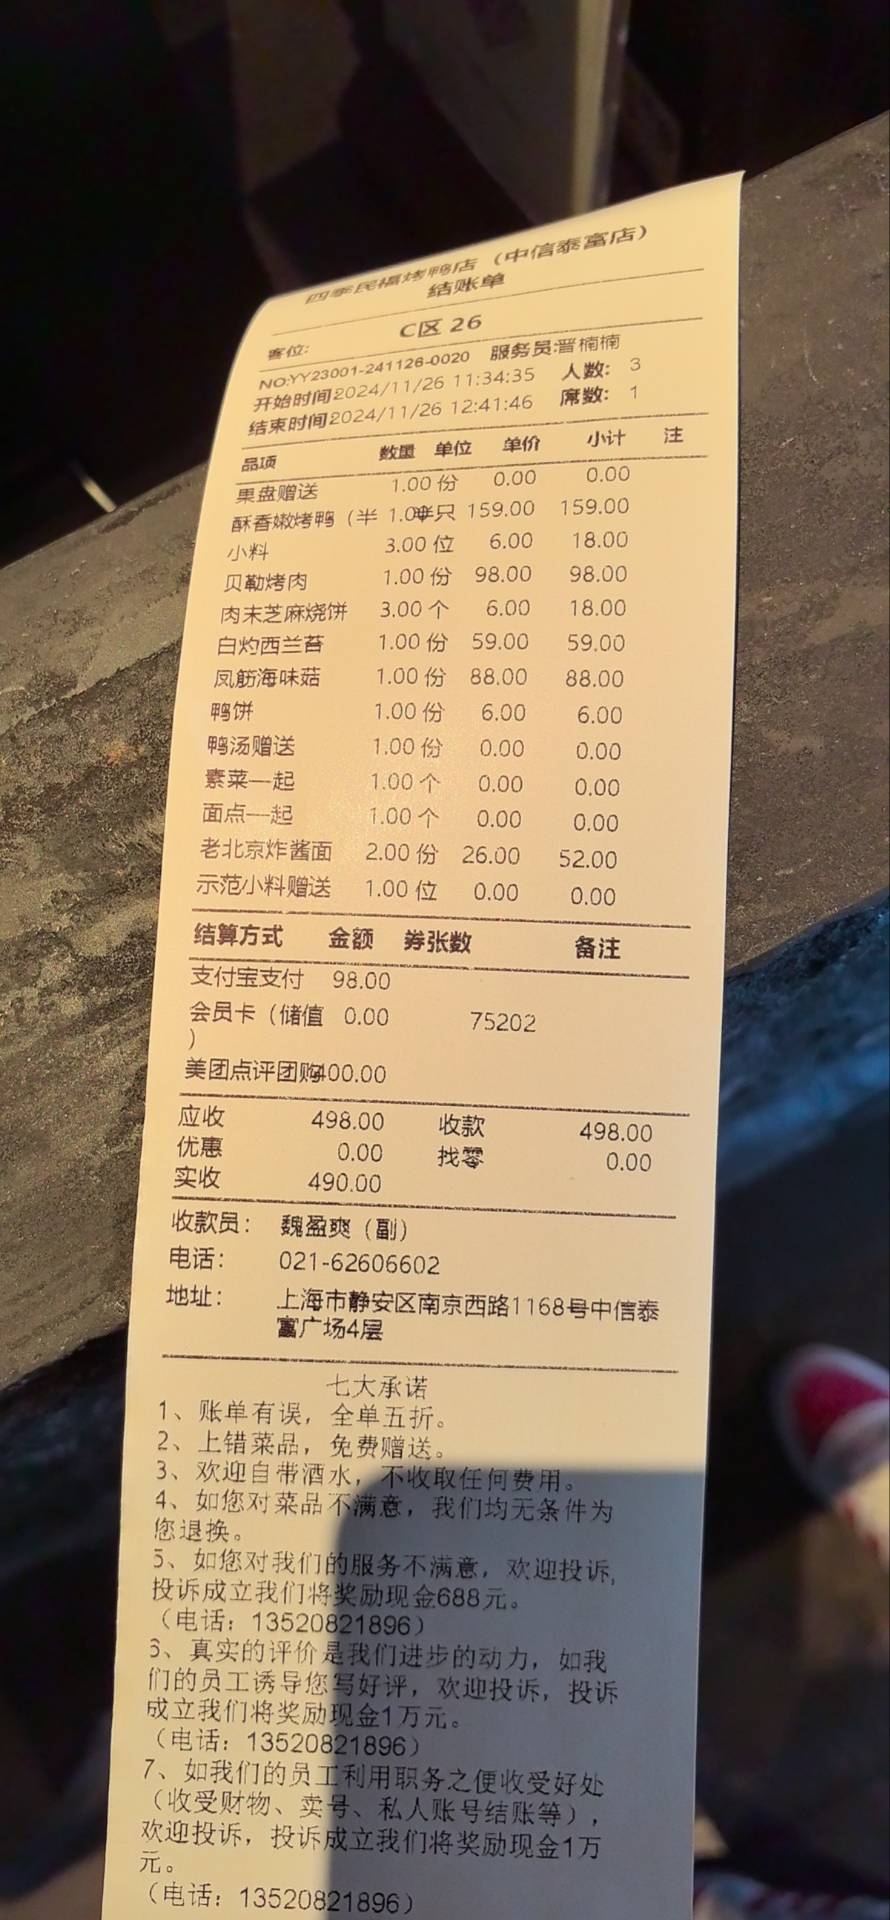 四季民福烤鸭店（中信泰富店）
结账单
客位： C区 26
NO:YY23001-241126-0020 服务员:晋楠楠
开始时间2024/11/26 11:34:35 人数： 3
结束时间2024/11/26 12:41:46 席数： 1
品项 数量 单位 单价 小计 注
果盘赠送 1.00 份 0.00 0.00
酥香嫩烤鸭（半 1.00半只 159.00 159.00
小料 3.00 位 6.00 18.00
贝勒烤肉 1.00 份 98.00 98.00
肉末芝麻烧饼 3.00 个 6.00 18.00
白灼西兰苔 1.00 份 59.00 59.00
凤筋海味菇 1.00 份 88.00 88.00
鸭饼 1.00 份 6.00 6.00
鸭汤赠送 1.00 份 0.00 0.00
素菜一起 1.00 个 0.00 0.00
面点一起 1.00 个 0.00 0.00
老北京炸酱面 2.00 份 26.00 52.00
示范小料赠送 1.00 位 0.00 0.00
结算方式 金额 券张数 备注
支付宝支付 98.00
会员卡（储值 0.00 75202
）
美团点评团购400.00
应收 498.00 收款 498.00
优惠 0.00 找零 0.00
实收 490.00
收款员： 魏盈爽（副）
电话： 021-62606602
地址： 上海市静安区南京西路1168号中信泰
富广场4层
七大承诺
1、账单有误，全单五折。
2、上错菜品，免费赠送。
3、欢迎自带酒水，不收取任何费用。
4、如您对菜品不满意，我们均无条件为
您退换。
5、如您对我们的服务不满意，欢迎投诉，
投诉成立我们将奖励现金688元。
（电话：13520821896）
6、真实的评价是我们进步的动力，如我
们的员工诱导您写好评，欢迎投诉，投诉
成立我们将奖励现金1万元。
（电话：13520821896）
7、如我们的员工利用职务之便收受好处
（收受财物、卖号、私人账号结账等），
欢迎投诉，投诉成立我们将奖励现金1万
元。
（电话：13520821896）